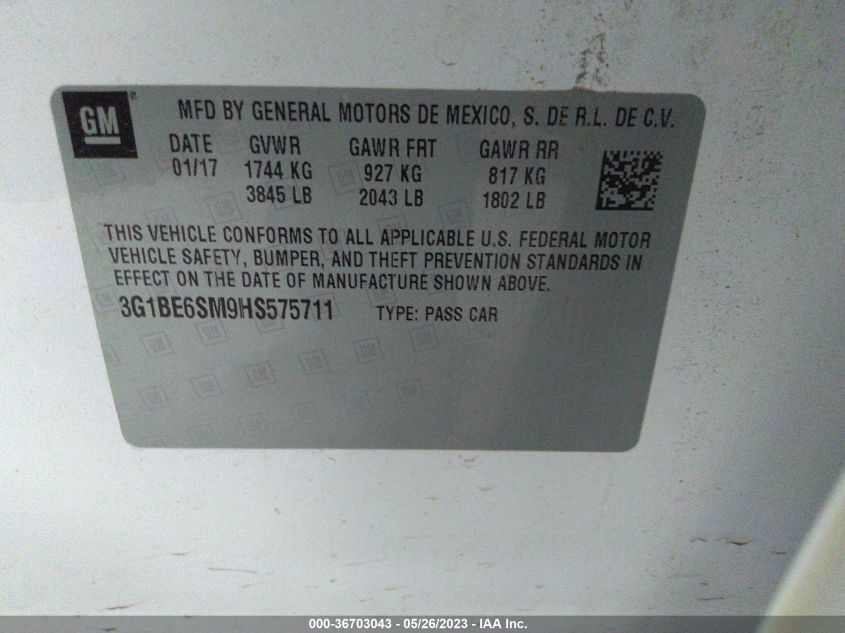 GM ®
MFD BY GENERAL MOTORS DE MEXICO, S. DE R.L. DE C.V.
DATE GVWR GAWR FRT GAWR RR
01/17 1744 KG 927 KG 817 KG
3845 LB 2043 LB 1802 LB
THIS VEHICLE CONFORMS TO ALL APPLICABLE U.S. FEDERAL MOTOR
VEHICLE SAFETY, BUMPER, AND THEFT PREVENTION STANDARDS IN
EFFECT ON THE DATE OF MANUFACTURE SHOWN ABOVE.
3G1BE6SM9HS575711 TYPE: PASS CAR
000-36703043 - 05/26/2023 - IAA Inc.